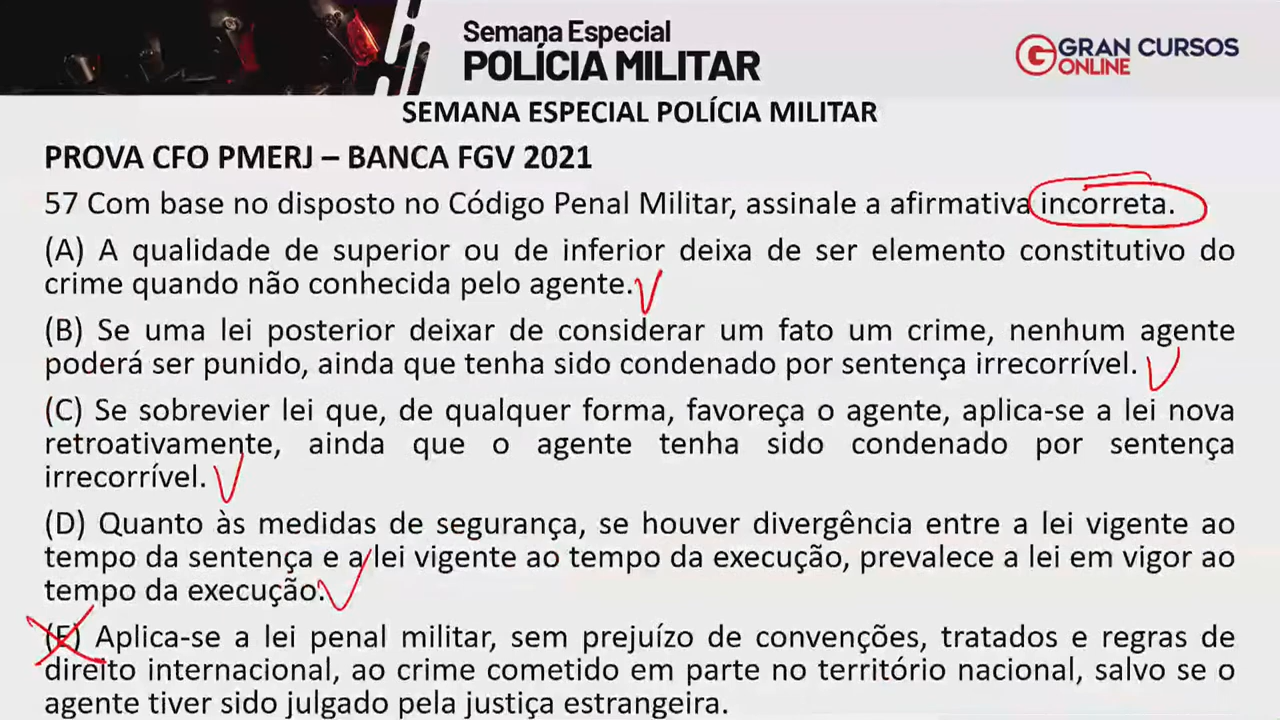 Semana Especial
POLÍCIA MILITAR
GRAN CURSOS
ONLINE
SEMANA ESPECIAL POLÍCIA MILITAR
PROVA CFO PMERJ – BANCA FGV 2021
57 Com base no disposto no Código Penal Militar, assinale a afirmativa incorreta.
(A) A qualidade de superior ou de inferior deixa de ser elemento constitutivo do
crime quando não conhecida pelo agente.
(B) Se uma lei posterior deixar de considerar um fato um crime, nenhum agente
poderá ser punido, ainda que tenha sido condenado por sentença irrecorrível.
(C) Se sobrevier lei que, de qualquer forma, favoreça o agente, aplica-se a lei nova
retroativamente, ainda que o agente tenha sido condenado por sentença
irrecorrível.
(D) Quanto às medidas de segurança, se houver divergência entre a lei vigente ao
tempo da sentença e a lei vigente ao tempo da execução, prevalece a lei em vigor ao
tempo da execução.
(E) Aplica-se a lei penal militar, sem prejuízo de convenções, tratados e regras de
direito internacional, ao crime cometido em parte no território nacional, salvo se o
agente tiver sido julgado pela justiça estrangeira.